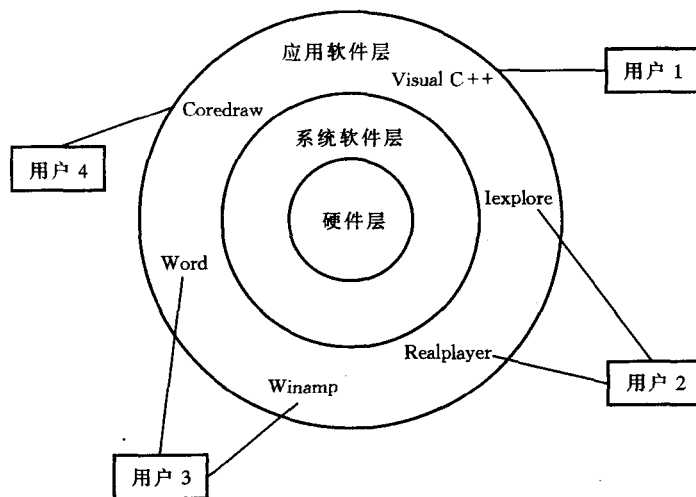 应用软件层
Visual C++
用户 1
Coredraw
系统软件层
用户 4
硬件层
Iexplore
Word
Realplayer
用户 2
Winamp
用户 3